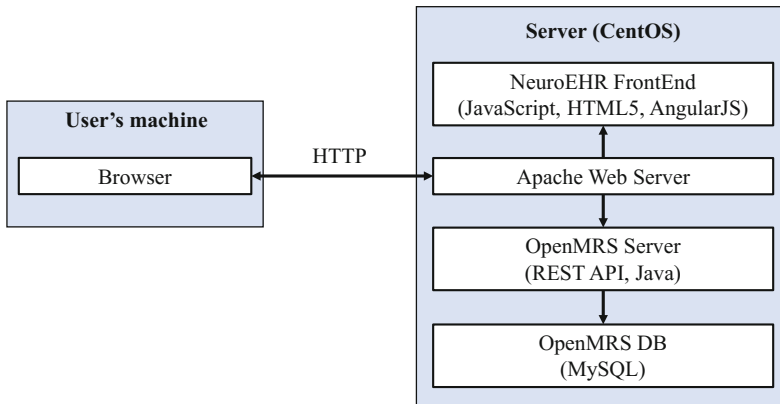 User's machine
Browser
HTTP
Server (CentOS)
NeuroEHR FrontEnd
(JavaScript, HTML5, AngularJS)
Apache Web Server
OpenMRS Server
(REST API, Java)
OpenMRS DB
(MySQL)